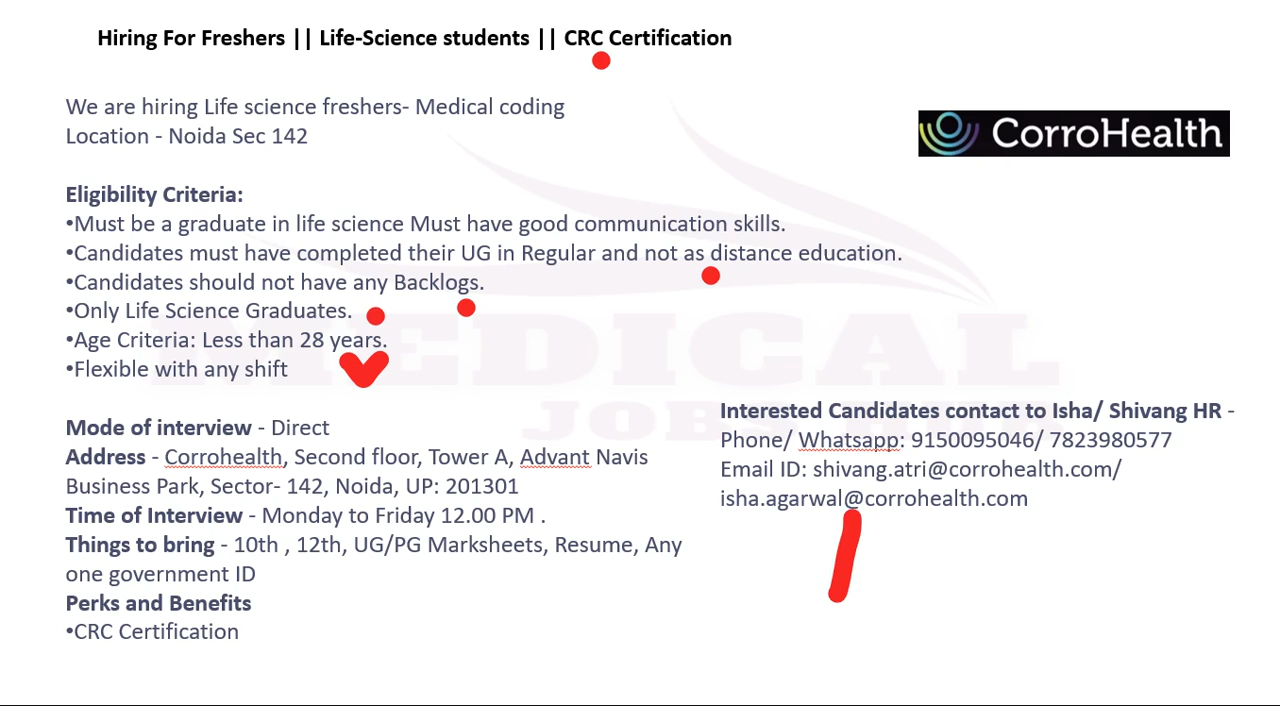 Hiring For Freshers || Life-Science students || CRC Certification
We are hiring Life science freshers- Medical coding
Location - Noida Sec 142
CorroHealth
Eligibility Criteria:
•Must be a graduate in life science Must have good communication skills.
•Candidates must have completed their UG in Regular and not as distance education.
•Candidates should not have any Backlogs.
•Only Life Science Graduates.
•Age Criteria: Less than 28 years.
•Flexible with any shift
MEDICAL
JOBS HUB
Mode of interview - Direct
Address - Corrohealth, Second floor, Tower A, Advant Navis
Business Park, Sector- 142, Noida, UP: 201301
Time of Interview - Monday to Friday 12.00 PM .
Things to bring - 10th , 12th, UG/PG Marksheets, Resume, Any
one government ID
Perks and Benefits
•CRC Certification
Interested Candidates contact to Isha/ Shivang HR -
Phone/ Whatsapp: 9150095046/ 7823980577
Email ID: shivang.atri@corrohealth.com/
isha.agarwal@corrohealth.com